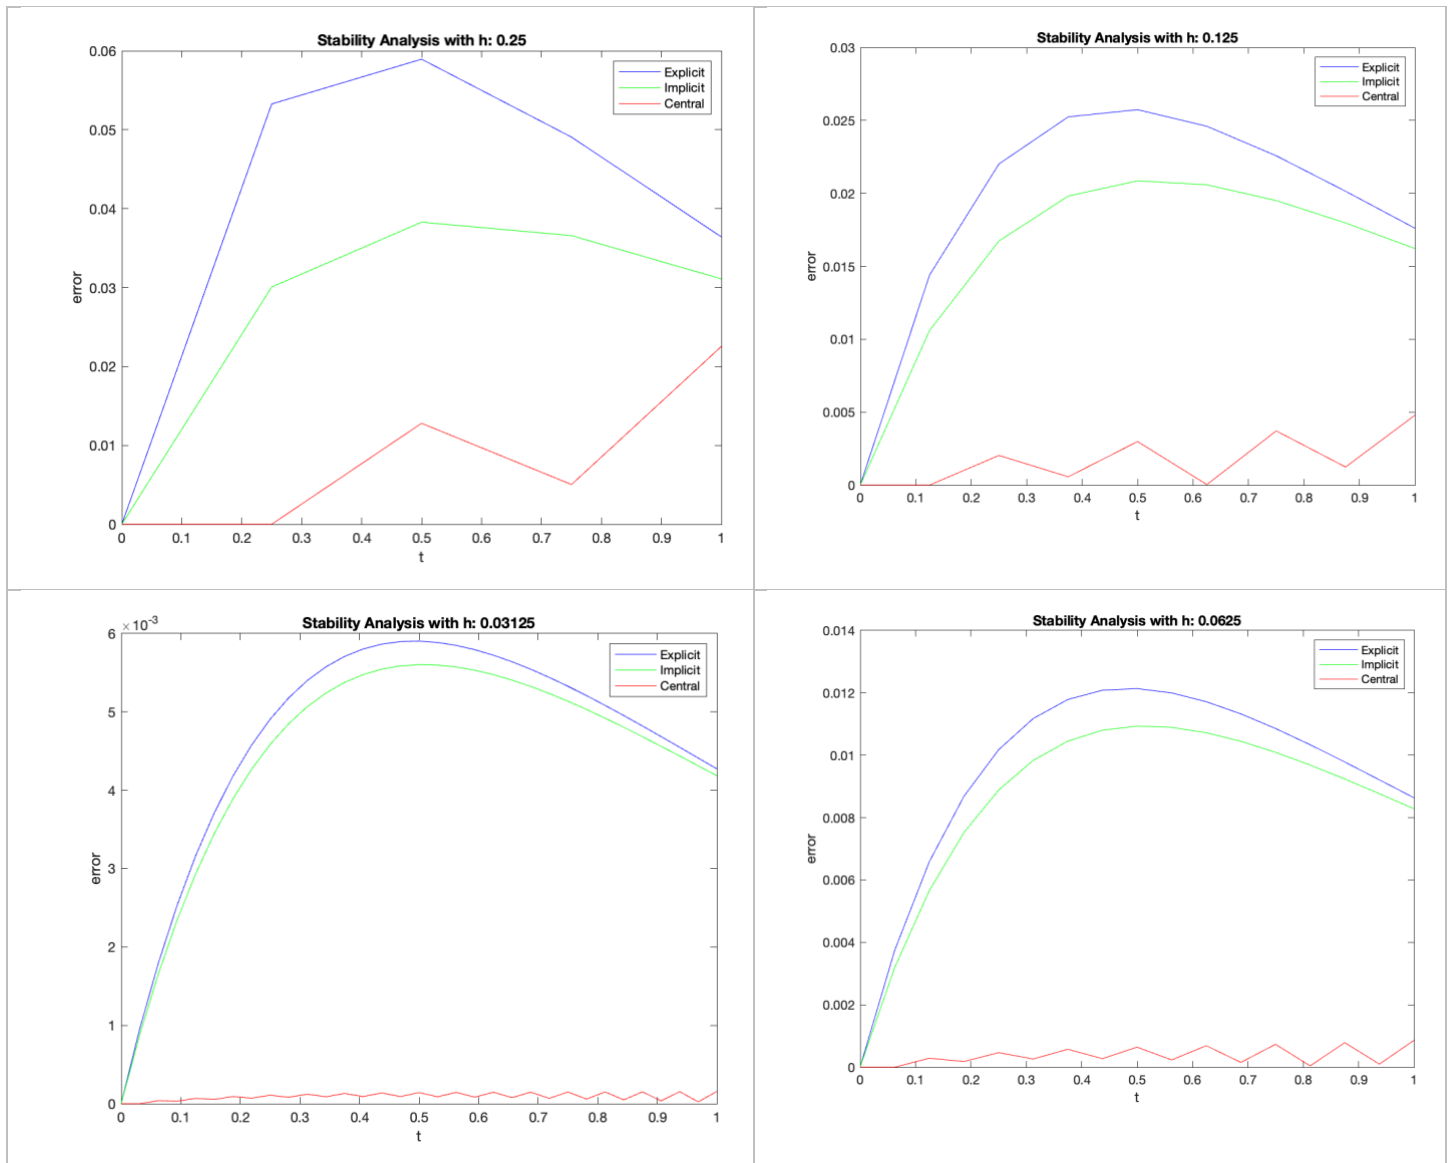 Stability Analysis with h: 0.25
0.06
0.05
0.04
0.03
0.02
0.01
0
error
Explicit
Implicit
Central
0 0.1 0.2 0.3 0.4 0.5 0.6 0.7 0.8 0.9 1
t
Stability Analysis with h: 0.125
0.03
0.025
0.02
0.015
0.01
0.005
0
error
Explicit
Implicit
Central
0 0.1 0.2 0.3 0.4 0.5 0.6 0.7 0.8 0.9 1
t
Stability Analysis with h: 0.03125
×10⁻³
6
5
4
3
2
1
0
error
Explicit
Implicit
Central
0 0.1 0.2 0.3 0.4 0.5 0.6 0.7 0.8 0.9 1
t
Stability Analysis with h: 0.0625
0.014
0.012
0.01
0.008
0.006
0.004
0.002
0
error
Explicit
Implicit
Central
0 0.1 0.2 0.3 0.4 0.5 0.6 0.7 0.8 0.9 1
t